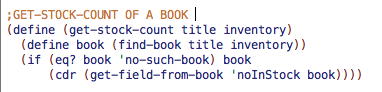 ;GET-STOCK-COUNT OF A BOOK
(define (get-stock-count title inventory)
  (define book (find-book title inventory))
  (if (eq? book 'no-such-book) book
      (cdr (get-field-from-book 'noInStock book))))